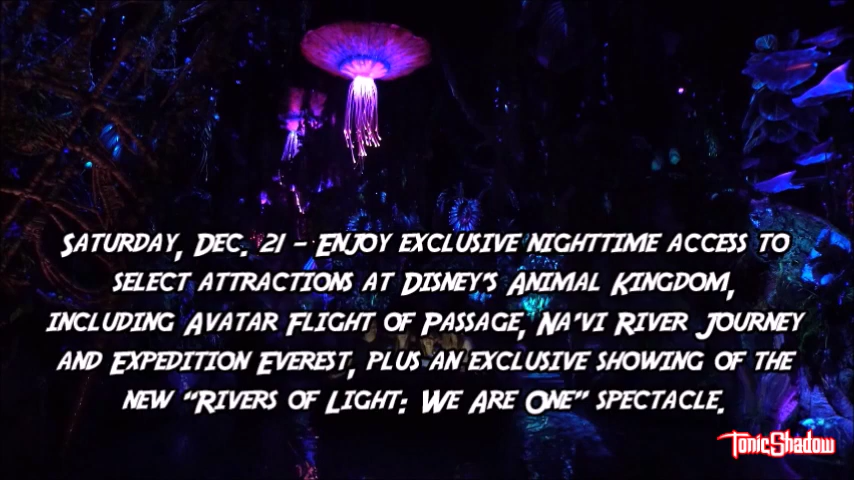 Saturday, Dec. 21 - Enjoy exclusive nighttime access to
select attractions at Disney's Animal Kingdom,
including Avatar Flight of Passage, Na'vi River Journey
and Expedition Everest, plus an exclusive showing of the
new "Rivers of Light: We Are One" spectacle.
TonicShadow